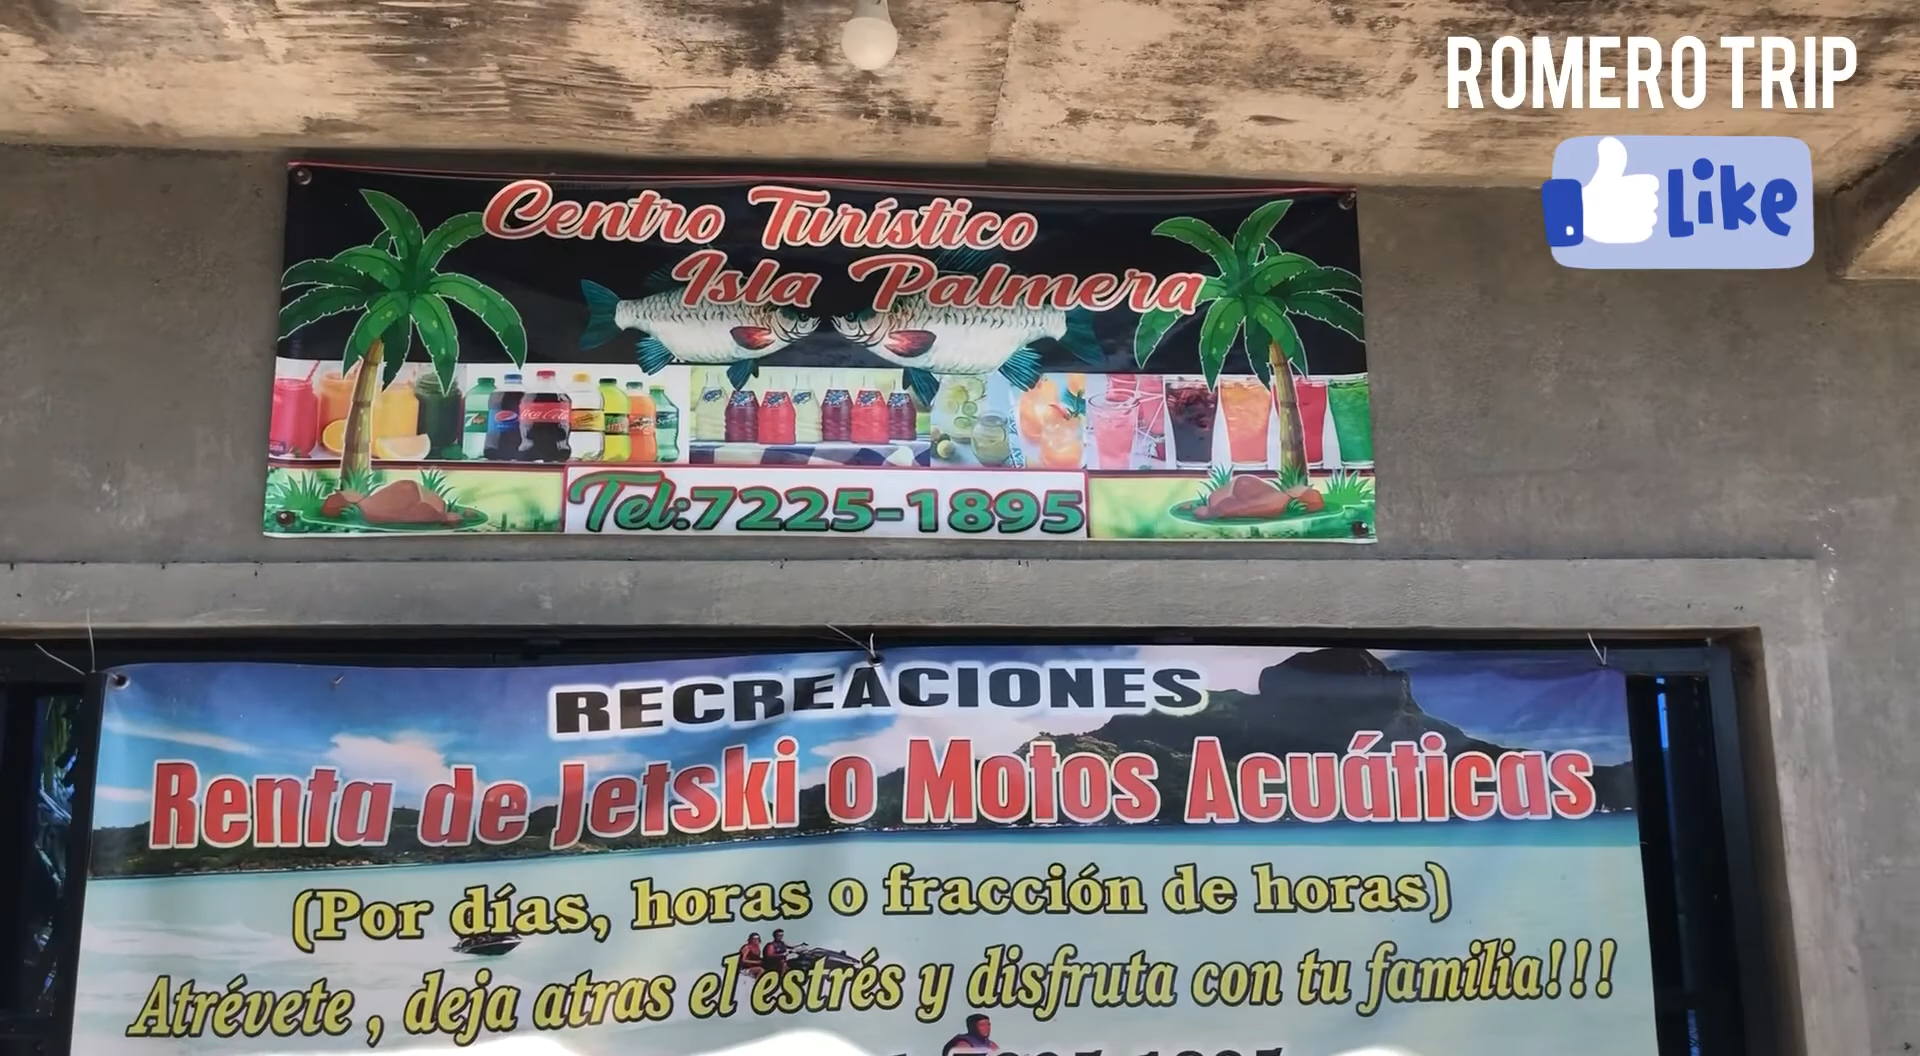 ROMERO TRIP
Like
Centro Turístico
Isla Palmera
Tel:7225-1895
RECREACIONES
Renta de Jetski o Motos Acuáticas
(Por días, horas o fracción de horas)
Atrévete , deja atras el estrés y disfruta con tu familia!!!